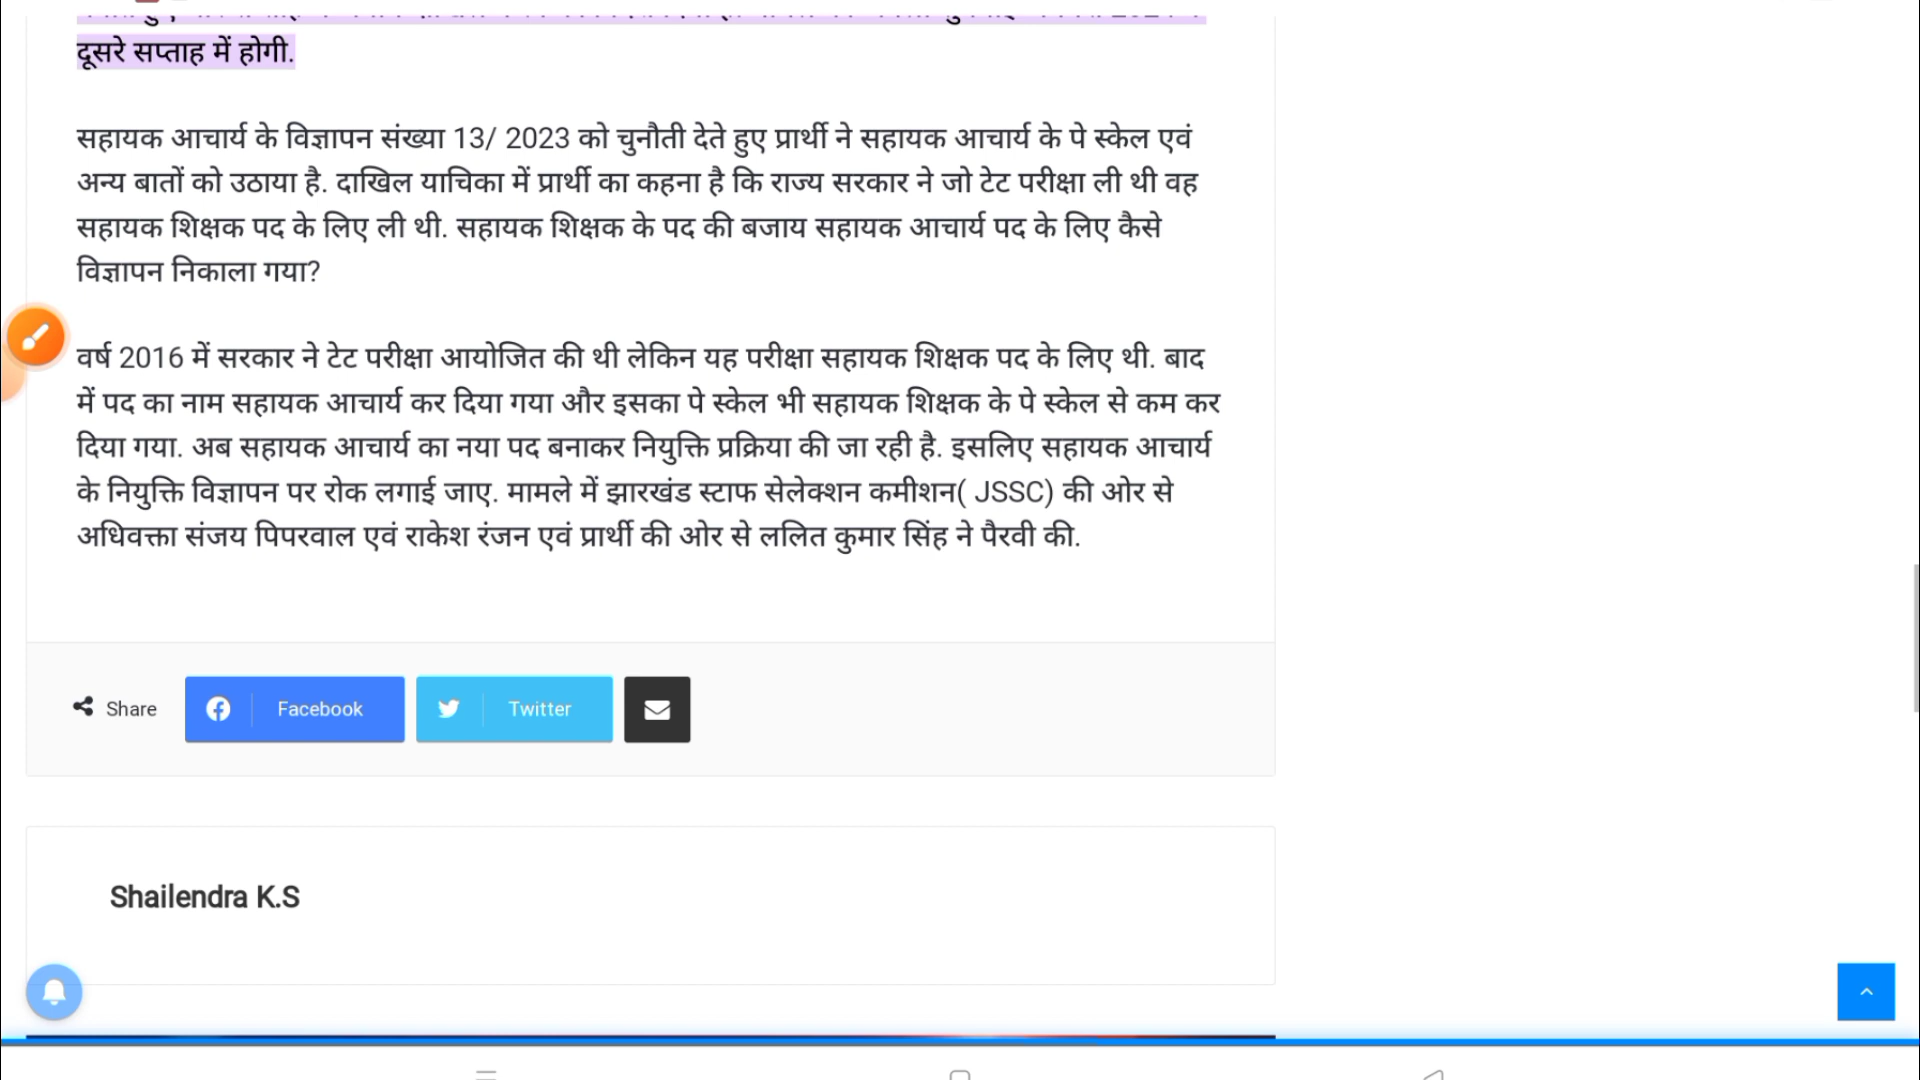 दूसरे सप्ताह में होगी.
सहायक आचार्य के विज्ञापन संख्या 13/ 2023 को चुनौती देते हुए प्रार्थी ने सहायक आचार्य के पे स्केल एवं
अन्य बातों को उठाया है. दाखिल याचिका में प्रार्थी का कहना है कि राज्य सरकार ने जो टेट परीक्षा ली थी वह
सहायक शिक्षक पद के लिए ली थी. सहायक शिक्षक के पद की बजाय सहायक आचार्य पद के लिए कैसे
विज्ञापन निकाला गया?
वर्ष 2016 में सरकार ने टेट परीक्षा आयोजित की थी लेकिन यह परीक्षा सहायक शिक्षक पद के लिए थी. बाद
में पद का नाम सहायक आचार्य कर दिया गया और इसका पे स्केल भी सहायक शिक्षक के पे स्केल से कम कर
दिया गया. अब सहायक आचार्य का नया पद बनाकर नियुक्ति प्रक्रिया की जा रही है. इसलिए सहायक आचार्य
के नियुक्ति विज्ञापन पर रोक लगाई जाए. मामले में झारखंड स्टाफ सेलेक्शन कमीशन( JSSC) की ओर से
अधिवक्ता संजय पिपरवाल एवं राकेश रंजन एवं प्रार्थी की ओर से ललित कुमार सिंह ने पैरवी की.
Share Facebook Twitter
Shailendra K.S